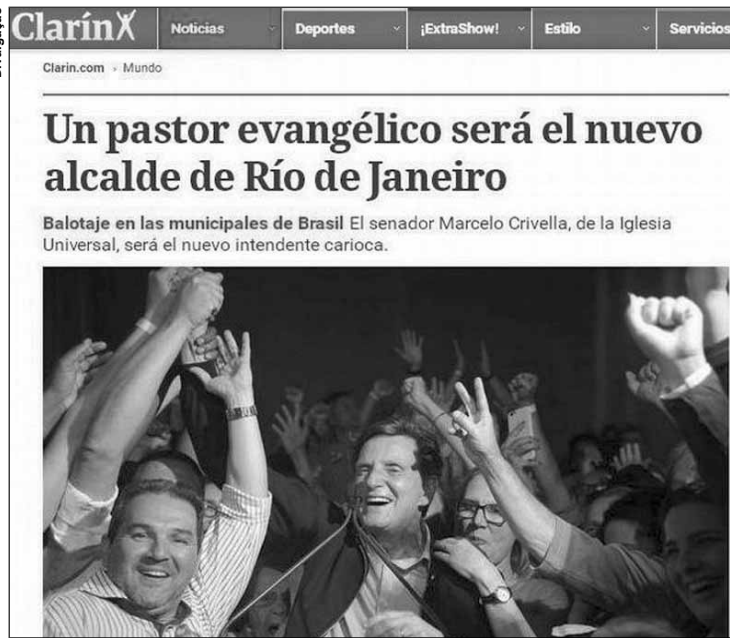 Divulgação
Clarín
Noticias
Deportes
¡ExtraShow!
Estilo
Servicios
Clarin.com › Mundo
Un pastor evangélico será el nuevo
alcalde de Río de Janeiro
Balotaje en las municipales de Brasil El senador Marcelo Crivella, de la Iglesia
Universal, será el nuevo intendente carioca.